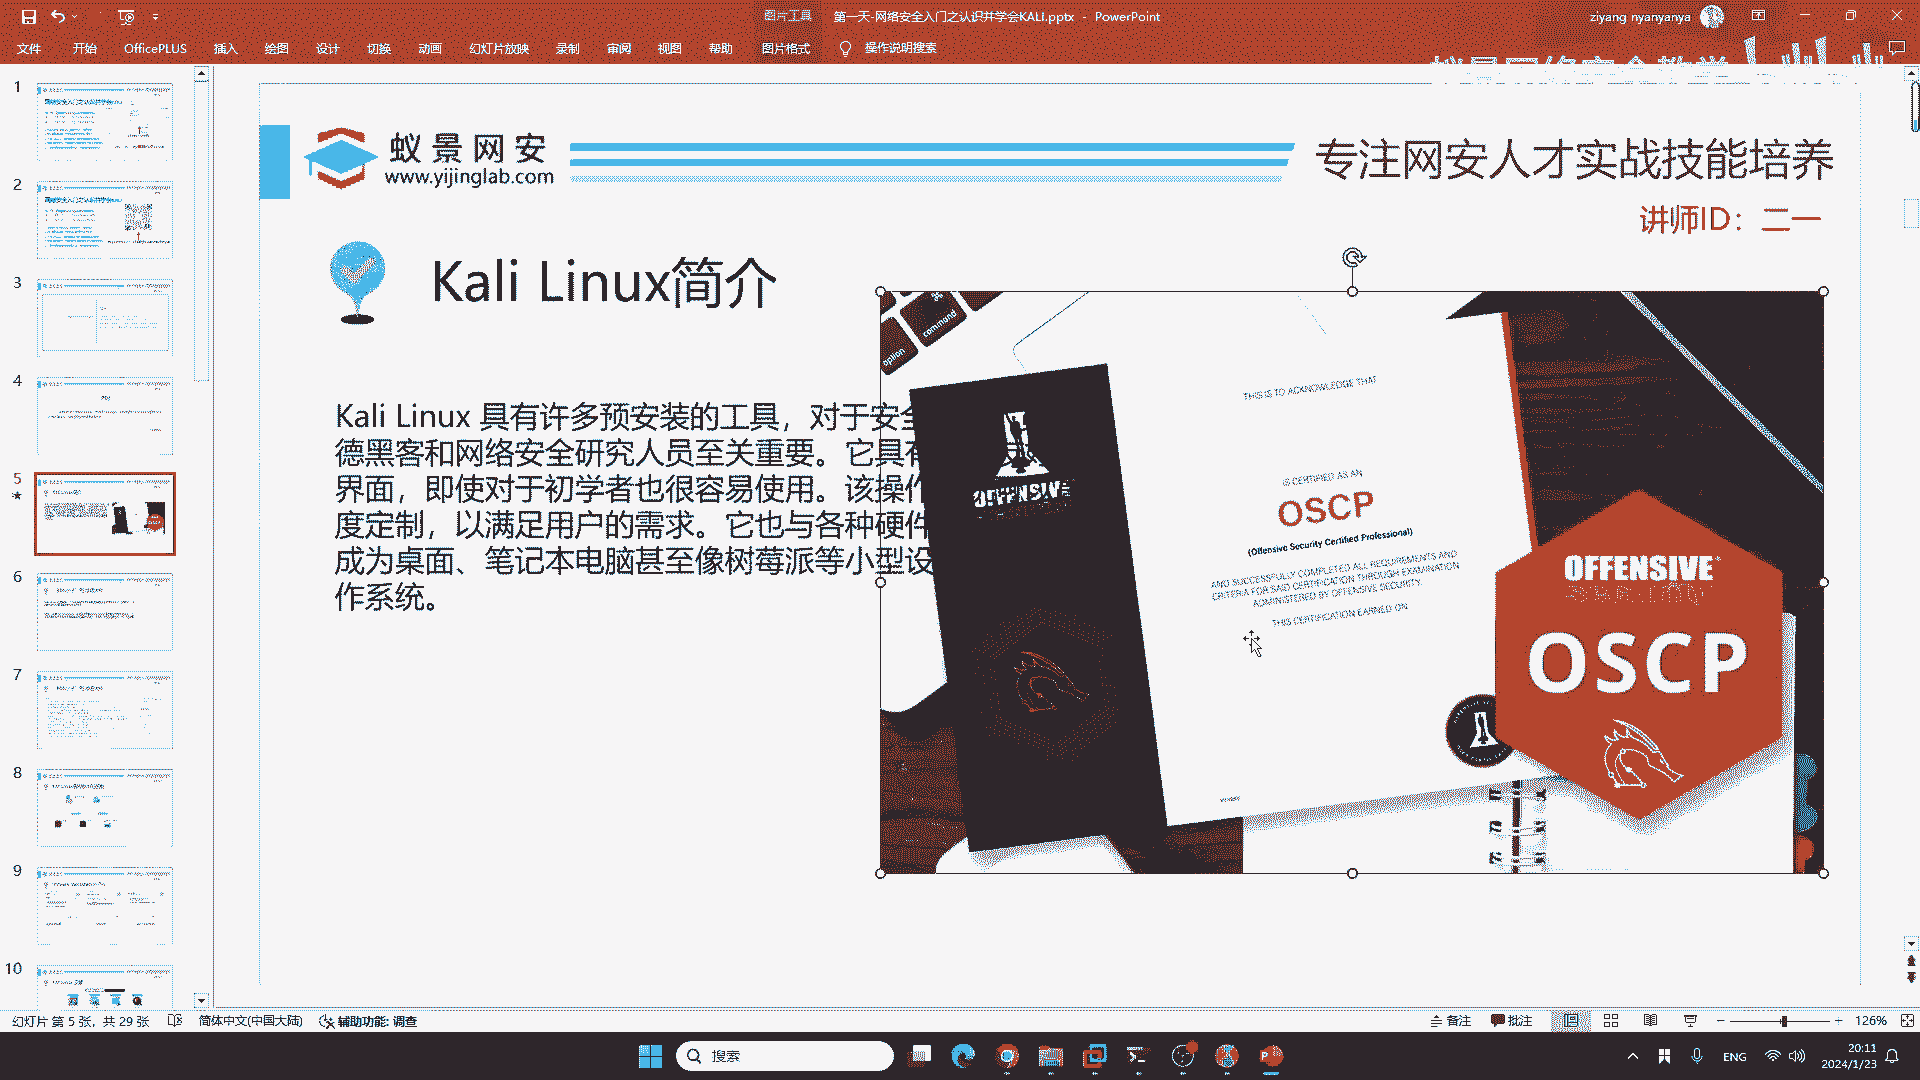 图片工具
第一天-网络安全入门之认识并学会KALI.pptx - PowerPoint
ziyang nyanyanya
文件 开始 OfficePLUS 插入 绘图 设计 切换 动画 幻灯片放映 录制 审阅 视图 帮助 图片格式 操作说明搜索
1
2
3
4
5
6
7
8
9
10
蚁景网安
www.yijinglab.com
专注网安人才实战技能培养
讲师ID：二一
Kali Linux简介
Kali Linux 具有许多预安装的工具，对于安全
德黑客和网络安全研究人员至关重要。它具有
界面，即使对于初学者也很容易使用。该操作
度定制，以满足用户的需求。它也与各种硬件
成为桌面、笔记本电脑甚至像树莓派等小型设
作系统。
command
option
OFFENSIVE
THIS IS TO ACKNOWLEDGE THAT
IS CERTIFIED AS AN
OSCP
(Offensive Security Certified Professional)
AND SUCCESSFULLY COMPLETED ALL REQUIREMENTS AND
CRITERIA FOR SAID CERTIFICATION THROUGH EXAMINATION
ADMINISTERED BY OFFENSIVE SECURITY.
THIS CERTIFICATION EARNED ON
OFFENSIVE
SECURITY
OSCP
幻灯片 第 5 张，共 29 张 简体中文(中国大陆) 辅助功能: 调查
备注 批注 126%
搜索
ENG
20:11
2024/1/23